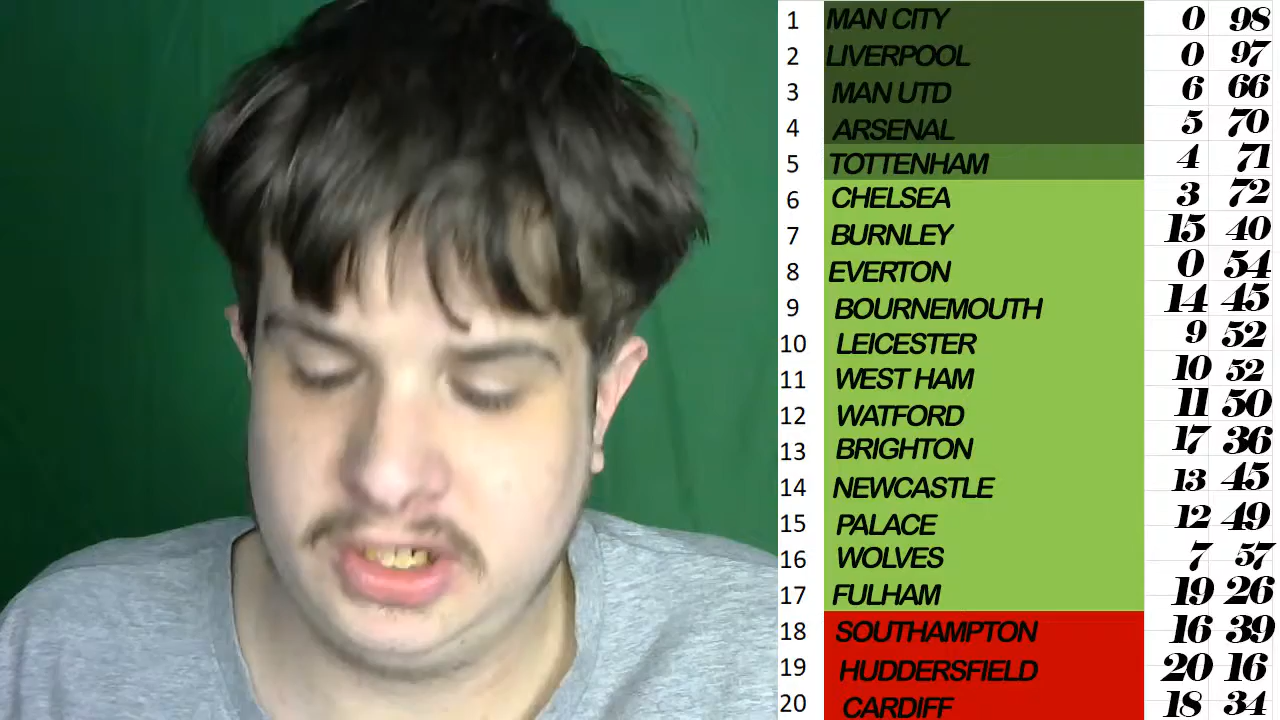 1 MAN CITY 0 98
2 LIVERPOOL 0 97
3 MAN UTD 6 66
4 ARSENAL 5 70
5 TOTTENHAM 4 71
6 CHELSEA 3 72
7 BURNLEY 15 40
8 EVERTON 0 54
9 BOURNEMOUTH 14 45
10 LEICESTER 9 52
11 WEST HAM 10 52
12 WATFORD 11 50
13 BRIGHTON 17 36
14 NEWCASTLE 13 45
15 PALACE 12 49
16 WOLVES 7 57
17 FULHAM 19 26
18 SOUTHAMPTON 16 39
19 HUDDERSFIELD 20 16
20 CARDIFF 18 34